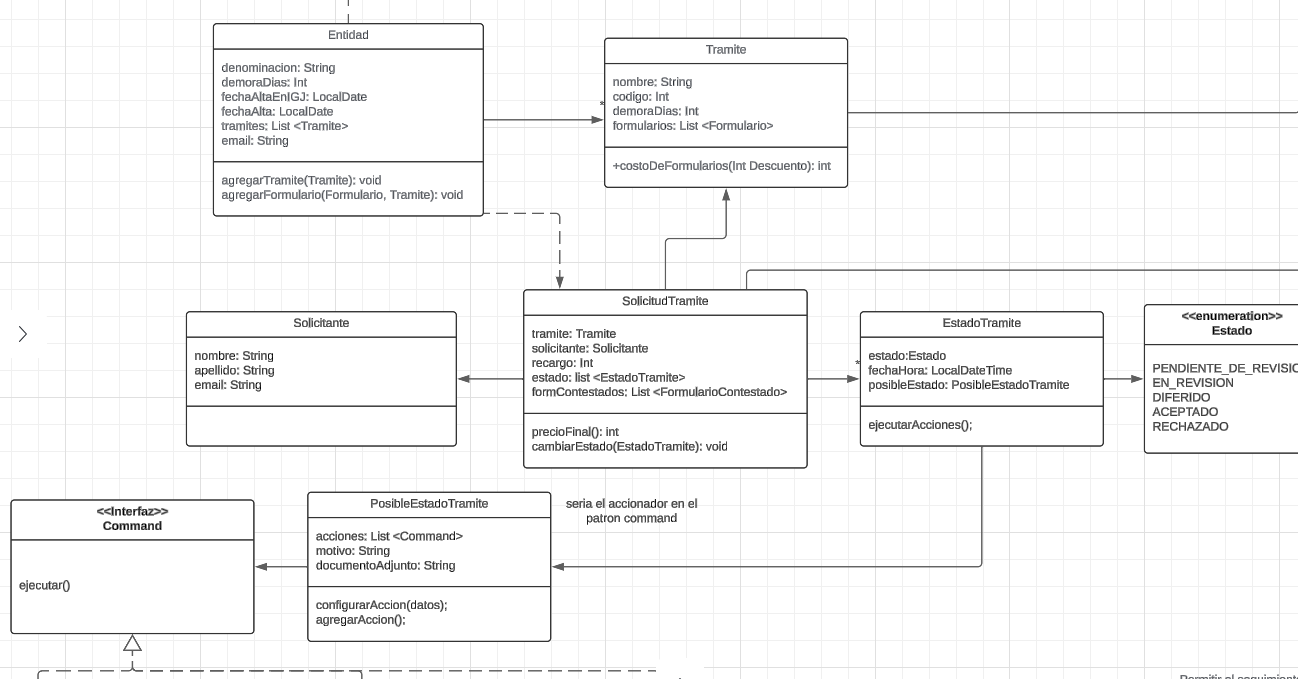 Entidad
denominacion: String
demoraDias: Int
fechaAltaEnIGJ: LocalDate
fechaAlta: LocalDate
tramites: List <Tramite>
email: String
agregarTramite(Tramite): void
agregarFormulario(Formulario, Tramite): void
*
Tramite
nombre: String
codigo: Int
demoraDias: Int
formularios: List <Formulario>
+costoDeFormularios(Int Descuento): int
Solicitante
nombre: String
apellido: String
email: String
SolicitudTramite
tramite: Tramite
solicitante: Solicitante
recargo: Int
estado: list <EstadoTramite>
formContestados: List <FormularioContestado>
precioFinal(): int
cambiarEstado(EstadoTramite): void
*
EstadoTramite
estado:Estado
fechaHora: LocalDateTime
posibleEstado: PosibleEstadoTramite
ejecutarAcciones();
<<enumeration>>
Estado
PENDIENTE_DE_REVISIO
EN_REVISION
DIFERIDO
ACEPTADO
RECHAZADO
<<Interfaz>>
Command
ejecutar()
PosibleEstadoTramite
acciones: List <Command>
motivo: String
documentoAdjunto: String
configurarAccion(datos);
agregarAccion();
seria el accionador en el
patron command